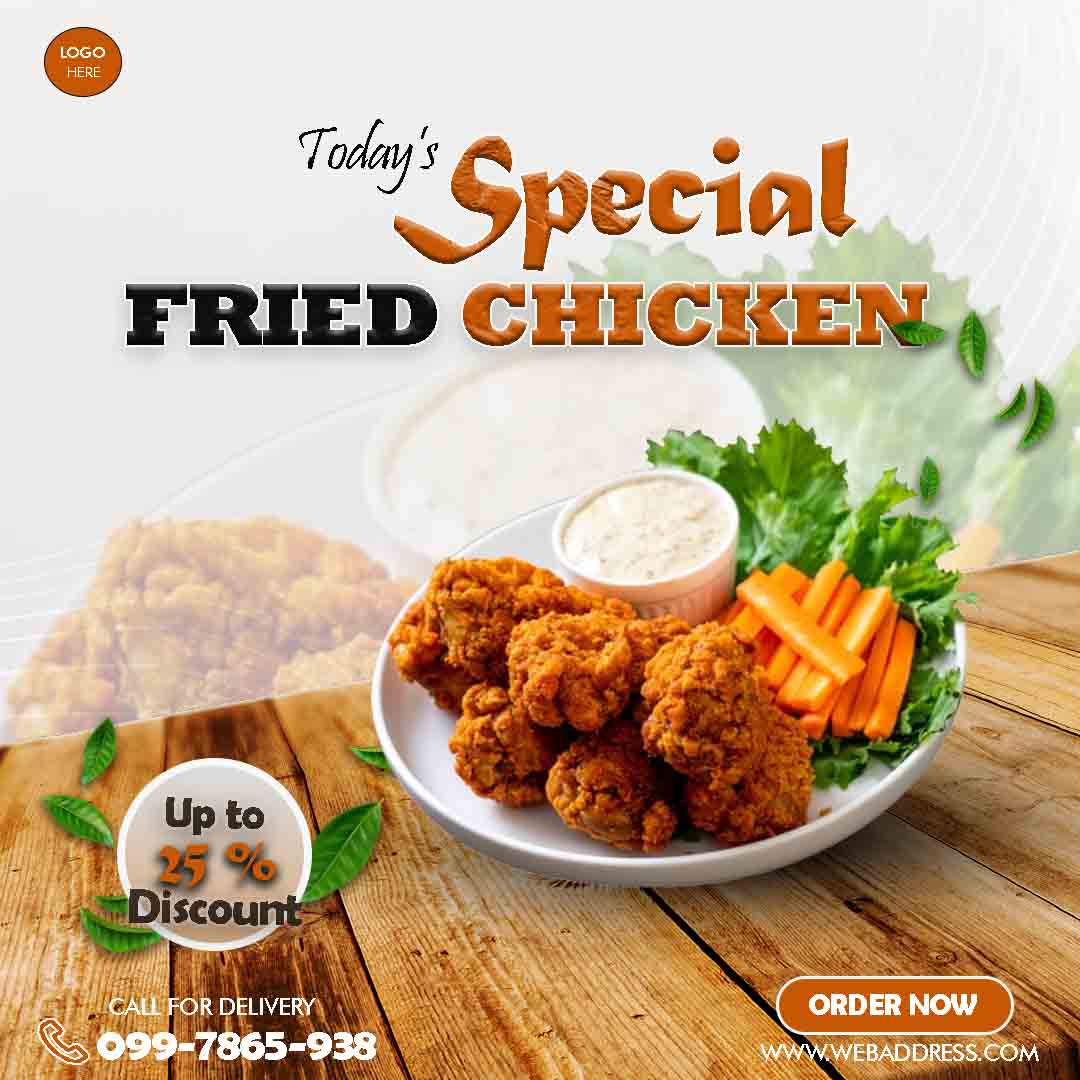 LOGO
HERE
Today's Special
FRIED CHICKEN
Up to
25 %
Discount
CALL FOR DELIVERY
099-7865-938
ORDER NOW
WWW.WEBADDRESS.COM